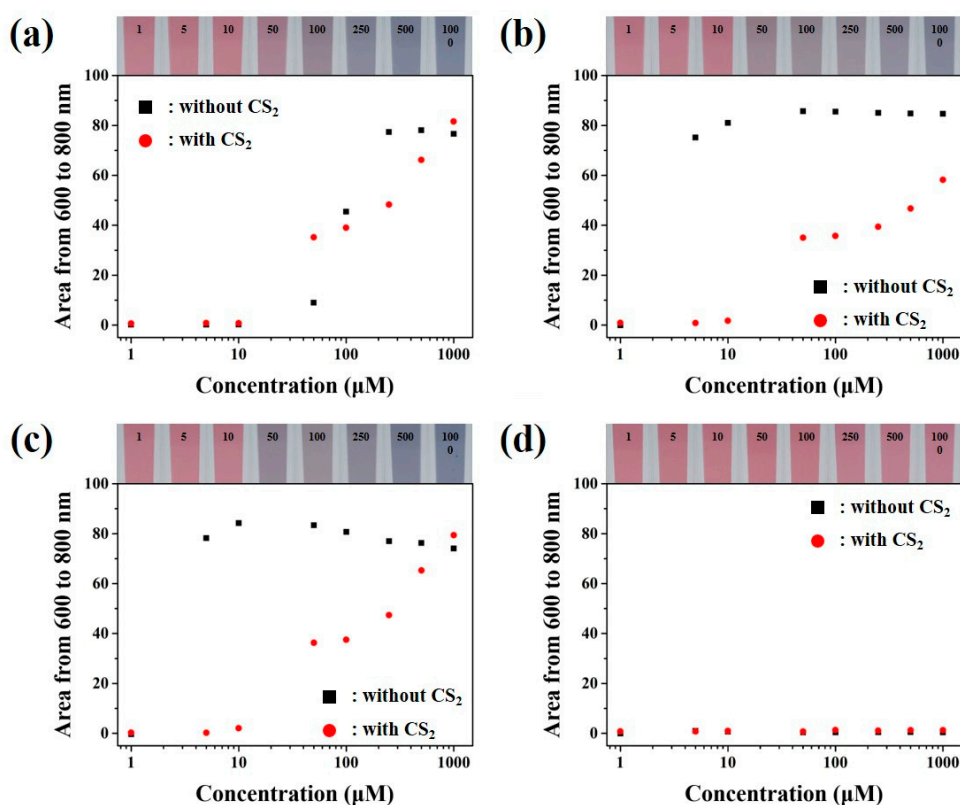 (a)
1 5 10 50 100 250 500 100
0
100
80
60
40
20
0
Area from 600 to 800 nm
: without CS₂
: with CS₂
1 10 100 1000
Concentration (μM)
(b)
1 5 10 50 100 250 500 100
0
100
80
60
40
20
0
Area from 600 to 800 nm
: without CS₂
: with CS₂
1 10 100 1000
Concentration (μM)
(c)
1 5 10 50 100 250 500 100
0
100
80
60
40
20
0
Area from 600 to 800 nm
: without CS₂
: with CS₂
1 10 100 1000
Concentration (μM)
(d)
1 5 10 50 100 250 500 100
0
100
80
60
40
20
0
Area from 600 to 800 nm
: without CS₂
: with CS₂
1 10 100 1000
Concentration (μM)